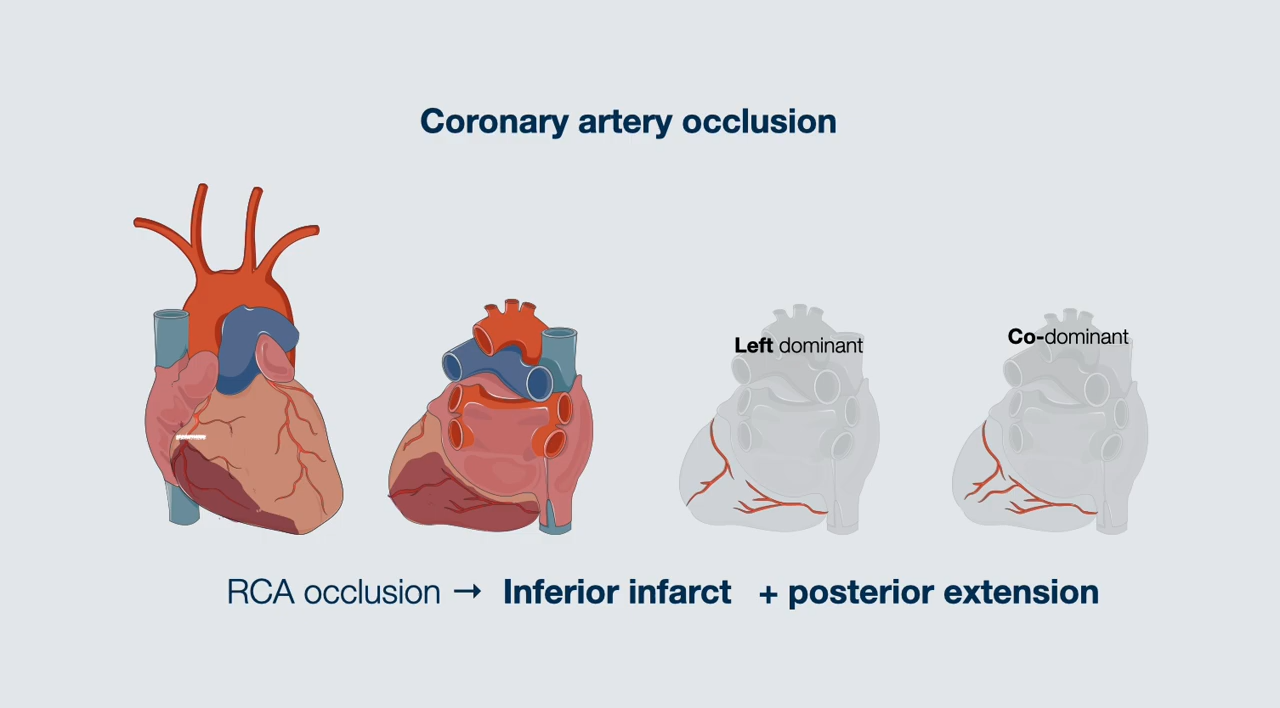 Coronary artery occlusion
Left dominant
Co-dominant
RCA occlusion → Inferior infarct + posterior extension